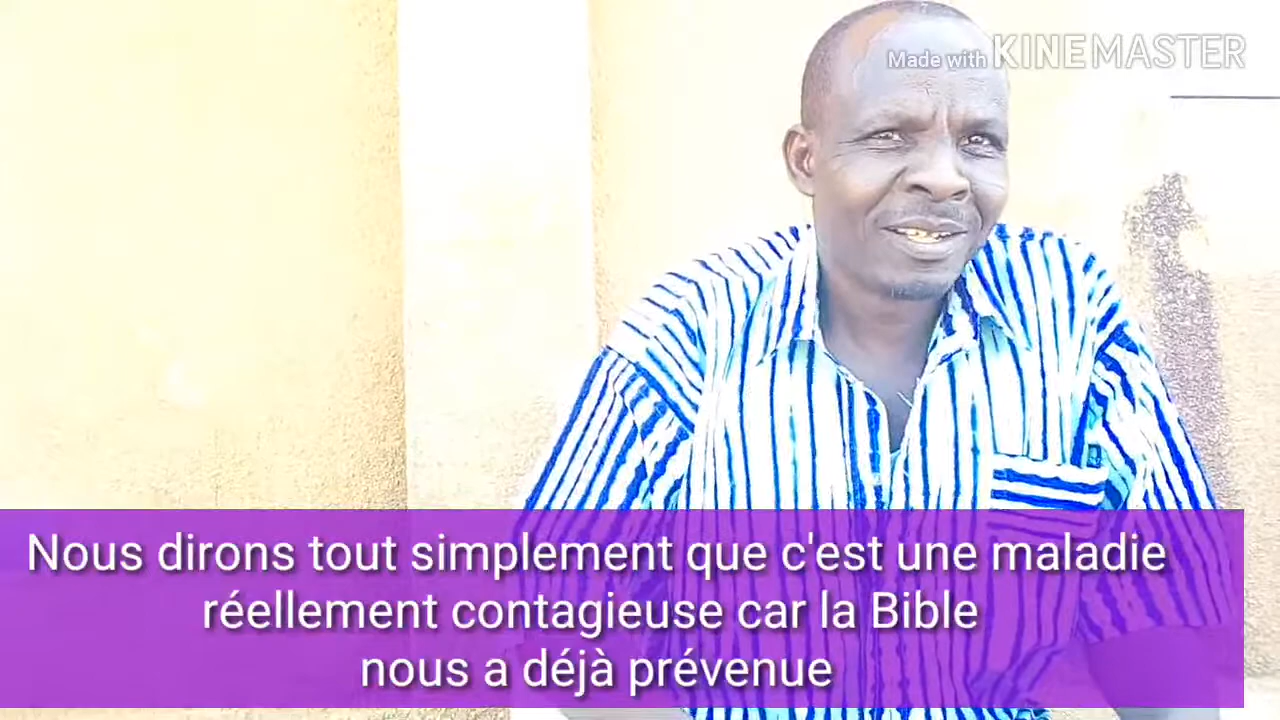 Made with KINEMASTER
Nous dirons tout simplement que c'est une maladie
réellement contagieuse car la Bible
nous a déjà prévenue